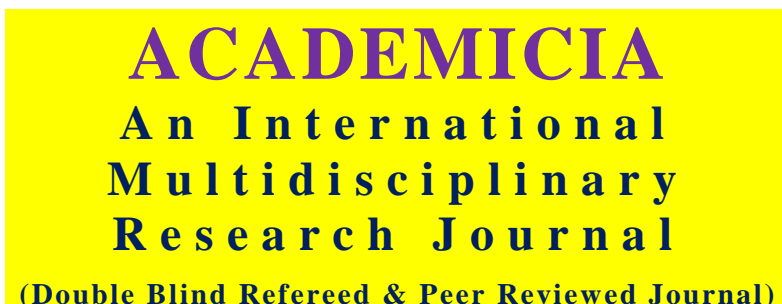 ACADEMICIA
An International
Multidisciplinary
Research Journal
(Double Blind Refereed & Peer Reviewed Journal)